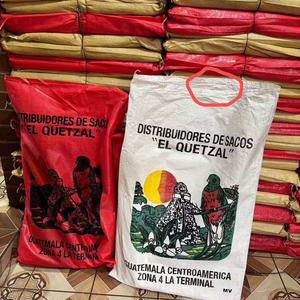 DISTRIBUIDORES DE SACOS
"EL QUETZAL"
GUATEMALA CENTROAMERICA
ZONA 4 LA TERMINAL
DISTRIBUIDORES DE SACOS
"EL QUETZAL"
GUATEMALA CENTROAMERICA
ZONA 4 LA TERMINAL
MV